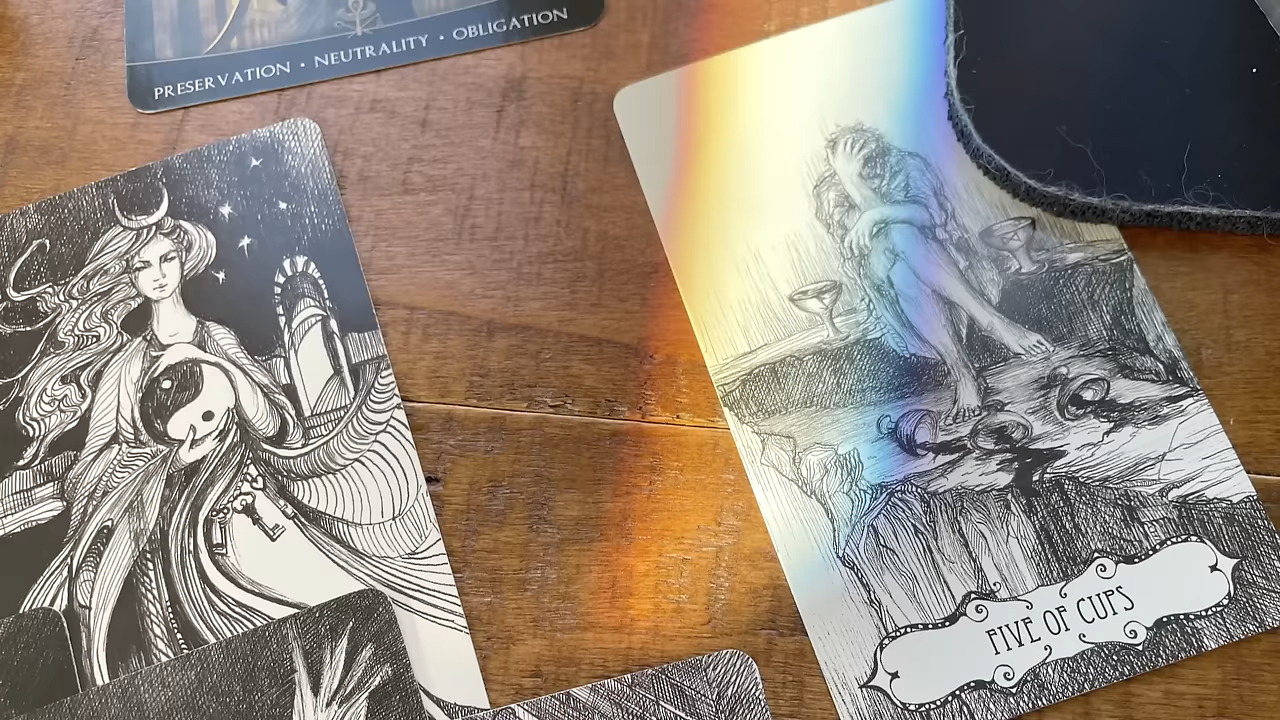 PRESERVATION • NEUTRALITY • OBLIGATION
FIVE OF CUPS